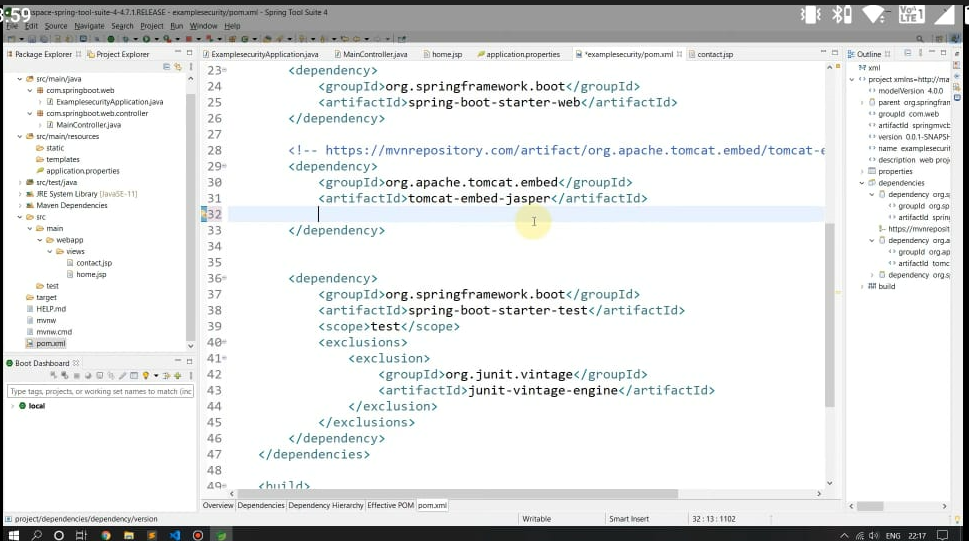 :59
space-spring-tool-suite-4-4.7.1.RELEASE - examplesecurity/pom.xml - Spring Tool Suite 4
Vo LTE 1
File Edit Source Navigate Search Project Run Window Help
Package Explorer Project Explorer
src/main/java
com.springboot.web
ExamplesecurityApplication.java
com.springboot.web.controller
MainController.java
src/main/resources
static
templates
application.properties
src/test/java
JRE System Library [JavaSE-11]
Maven Dependencies
src
main
webapp
views
contact.jsp
home.jsp
test
target
HELP.md
mvnw
mvnw.cmd
pom.xml
Boot Dashboard
Type tags, projects, or working set names to match (inc
local
ExamplesecurityApplication.java MainController.java home.jsp application.properties *examplesecurity/pom.xml contact.jsp
23 <dependency>
24 <groupId>org.springframework.boot</groupId>
25 <artifactId>spring-boot-starter-web</artifactId>
26 </dependency>
27
28 <!-- https://mvnrepository.com/artifact/org.apache.tomcat.embed/tomcat-e
29 <dependency>
30 <groupId>org.apache.tomcat.embed</groupId>
31 <artifactId>tomcat-embed-jasper</artifactId>
32
33 </dependency>
34
35
36 <dependency>
37 <groupId>org.springframework.boot</groupId>
38 <artifactId>spring-boot-starter-test</artifactId>
39 <scope>test</scope>
40 <exclusions>
41 <exclusion>
42 <groupId>org.junit.vintage</groupId>
43 <artifactId>junit-vintage-engine</artifactId>
44 </exclusion>
45 </exclusions>
46 </dependency>
47 </dependencies>
48
49 <build>
Overview Dependencies Dependency Hierarchy Effective POM pom.xml
Outline
xml
project xmlns=http://ma
modelVersion 4.0.0
parent org.springfran
groupId com.web
artifactId springmvcb
version 0.0.1-SNAPSH
name examplesecurity
description web proj
properties
dependencies
dependency org.s
groupId org.sp
artifactId spring
https://mvnreposit
dependency org.a
groupId org.ap
artifactId tomc
dependency org.s
build
project/dependencies/dependency/version
Writable
Smart Insert
32 : 13 : 1102
ENG 22:17